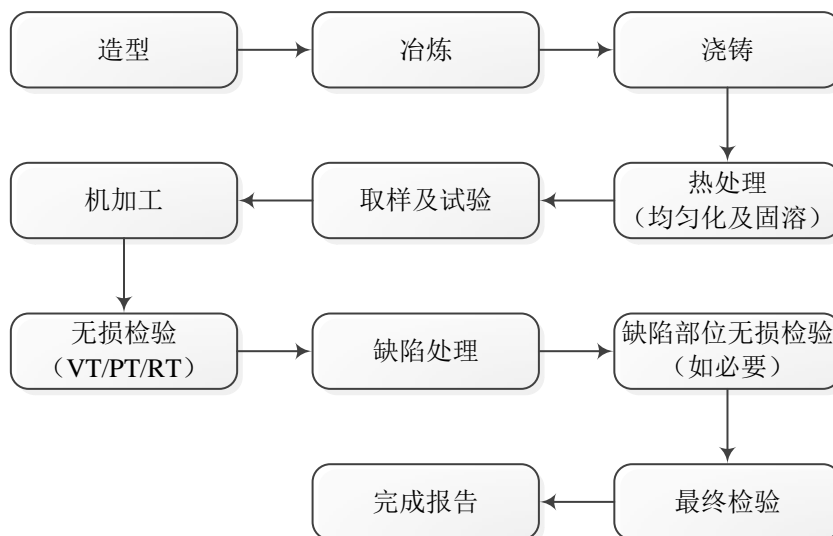 造型
冶炼
浇铸
热处理
（均匀化及固溶）
取样及试验
机加工
无损检验
（VT/PT/RT）
缺陷处理
缺陷部位无损检验
（如必要）
最终检验
完成报告